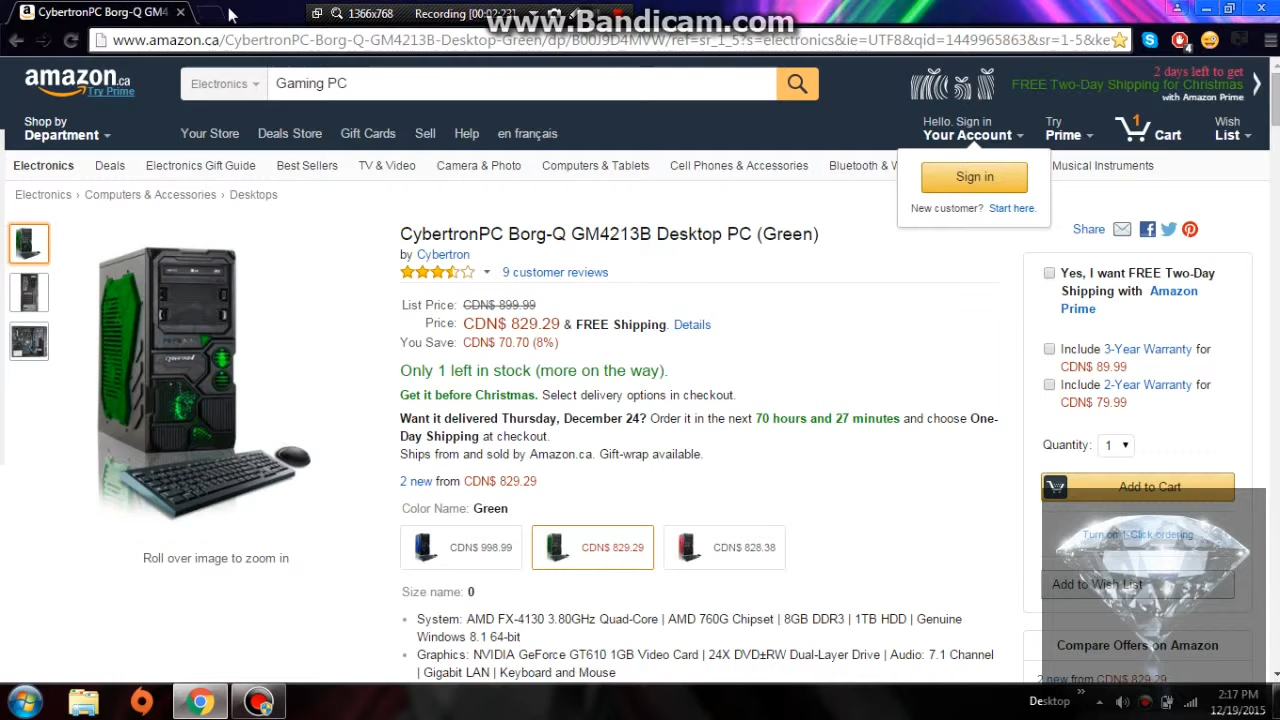 CybertronPC Borg-Q GM4
1366x768
Recording [00:02:22]
www.Bandicam.com
www.amazon.ca/CybertronPC-Borg-Q-GM4213B-Desktop-Green/dp/B00J9D4MVW/ref=sr_1_5?s=electronics&ie=UTF8&qid=1449965863&sr=1-5&ke
4
amazon.ca
Try Prime
Electronics
Gaming PC
2 days left to get
FREE Two-Day Shipping for Christmas
with Amazon Prime
Shop by
Department
Your Store
Deals Store
Gift Cards
Sell
Help
en français
Hello. Sign in
Your Account
Try
Prime
1
Cart
Wish
List
Electronics
Deals
Electronics Gift Guide
Best Sellers
TV & Video
Camera & Photo
Computers & Tablets
Cell Phones & Accessories
Bluetooth & W
Musical Instruments
Sign in
New customer? Start here.
Electronics › Computers & Accessories › Desktops
CybertronPC Borg-Q GM4213B Desktop PC (Green)
by Cybertron
9 customer reviews
Share
List Price: CDN$ 899.99
Price: CDN$ 829.29 & FREE Shipping. Details
You Save: CDN$ 70.70 (8%)
Only 1 left in stock (more on the way).
Get it before Christmas. Select delivery options in checkout.
Want it delivered Thursday, December 24? Order it in the next 70 hours and 27 minutes and choose One-
Day Shipping at checkout.
Ships from and sold by Amazon.ca. Gift-wrap available.
2 new from CDN$ 829.29
Color Name: Green
CDN$ 998.99
CDN$ 829.29
CDN$ 828.38
Size name: 0
• System: AMD FX-4130 3.80GHz Quad-Core | AMD 760G Chipset | 8GB DDR3 | 1TB HDD | Genuine
Windows 8.1 64-bit
• Graphics: NVIDIA GeForce GT610 1GB Video Card | 24X DVD±RW Dual-Layer Drive | Audio: 7.1 Channel
| Gigabit LAN | Keyboard and Mouse
Roll over image to zoom in
Yes, I want FREE Two-Day
Shipping with Amazon
Prime
Include 3-Year Warranty for
CDN$ 89.99
Include 2-Year Warranty for
CDN$ 79.99
Quantity: 1
Add to Cart
Turn on 1-Click ordering
Add to Wish List
Compare Offers on Amazon
2 new from CDN$ 829.29
Desktop
2:17 PM
12/19/2015